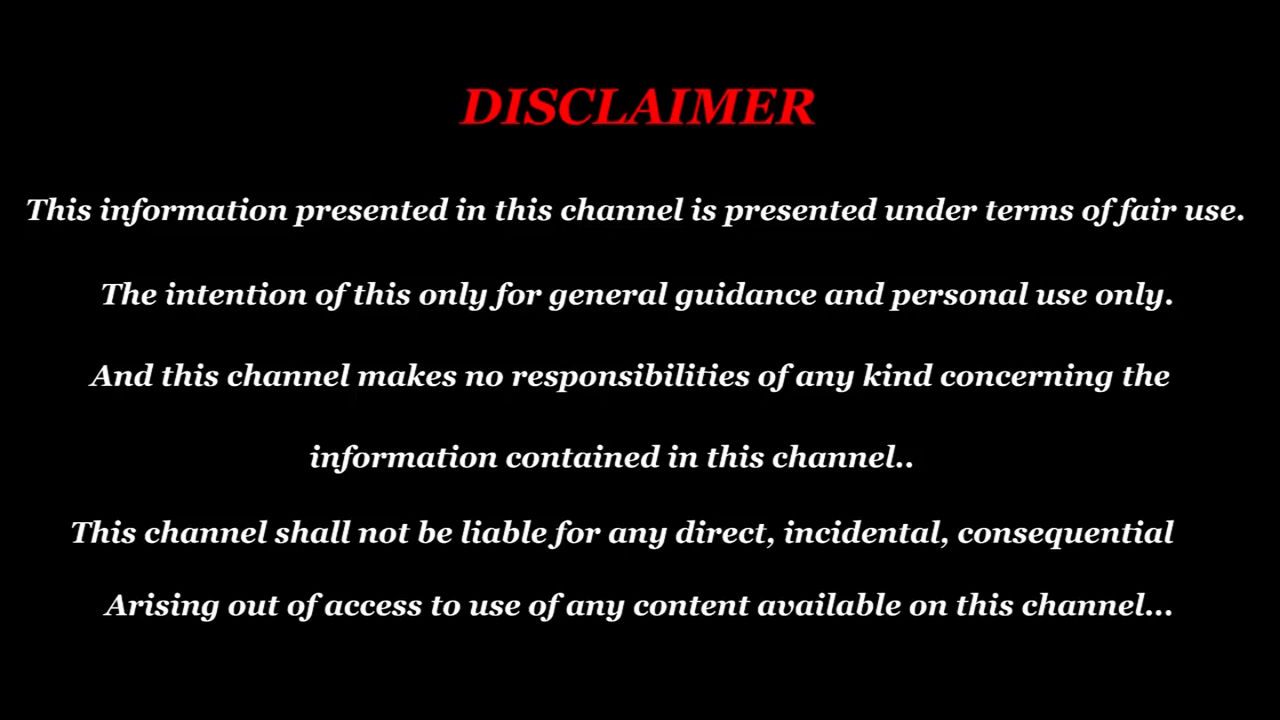 DISCLAIMER
This information presented in this channel is presented under terms of fair use.
The intention of this only for general guidance and personal use only.
And this channel makes no responsibilities of any kind concerning the
information contained in this channel..
This channel shall not be liable for any direct, incidental, consequential
Arising out of access to use of any content available on this channel...